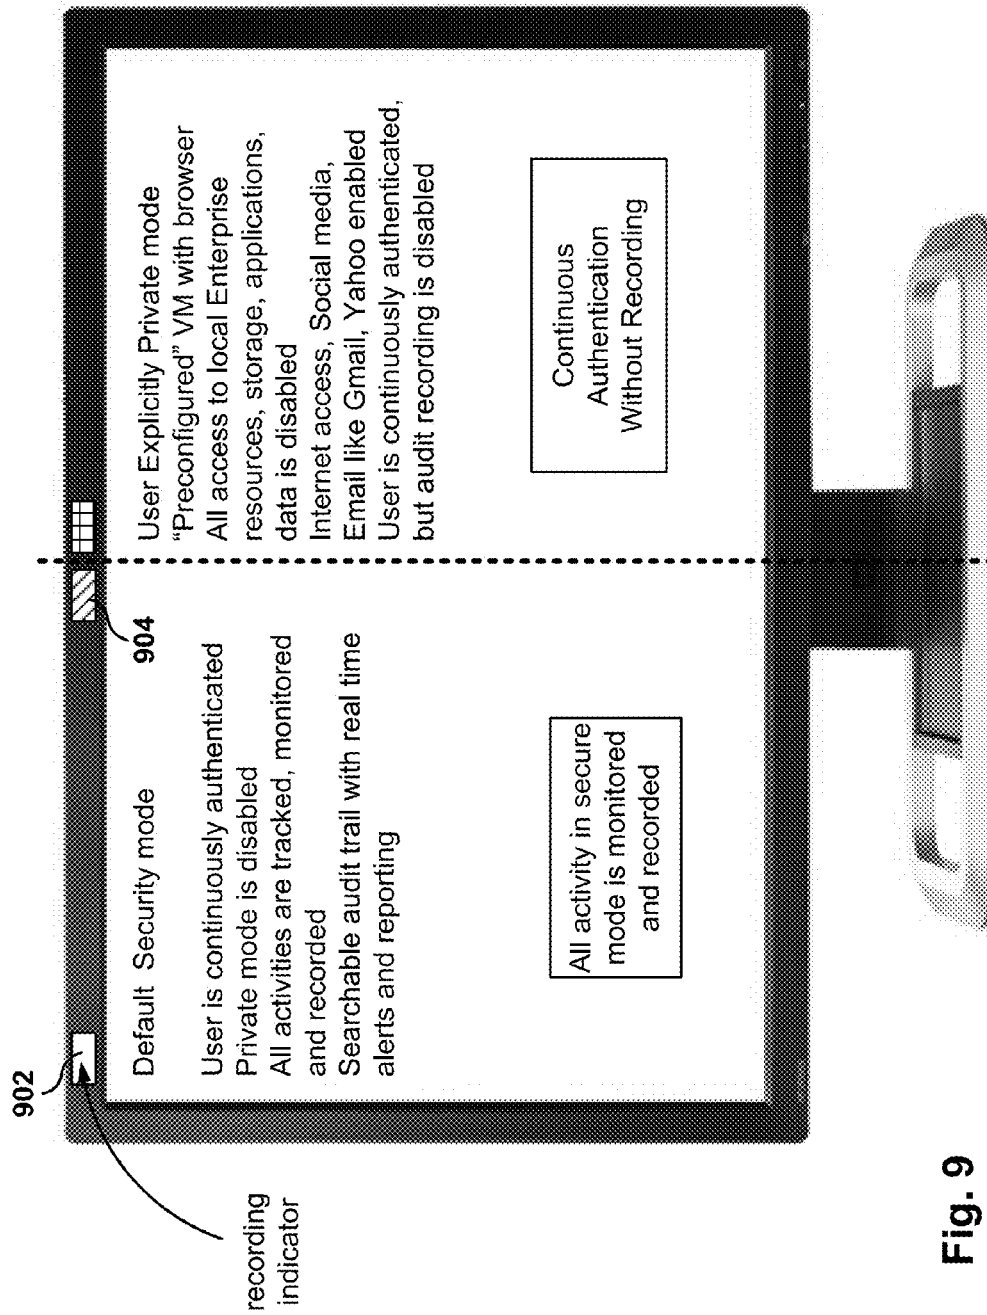 902
recording
indicator
904
Default Security mode
User is continuously authenticated
Private mode is disabled
All activities are tracked, monitored
and recorded
Searchable audit trail with real time
alerts and reporting
All activity in secure
mode is monitored
and recorded
User Explicitly Private mode
“Preconfigured” VM with browser
All access to local Enterprise
resources, storage, applications,
data is disabled
Internet access, Social media,
Email like Gmail, Yahoo enabled
User is continuously authenticated,
but audit recording is disabled
Continuous
Authentication
Without Recording
Fig. 9